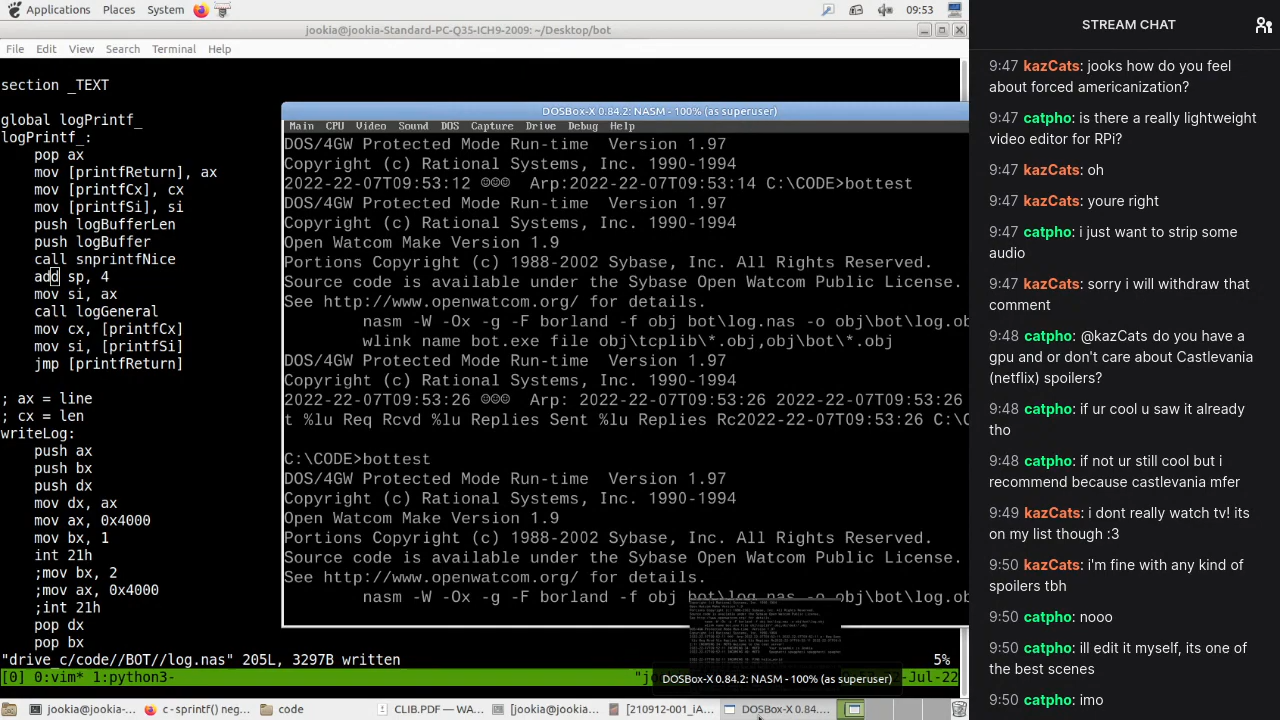 Applications Places System 09:53
jookia@jookia-Standard-PC-Q35-ICH9-2009: ~/Desktop/bot
File Edit View Search Terminal Help
section _TEXT
global logPrintf_
logPrintf_:
pop ax
mov [printfReturn], ax
mov [printfCx], cx
mov [printfSi], si
push logBufferLen
push logBuffer
call snprintfNice
add sp, 4
mov si, ax
call logGeneral
mov cx, [printfCx]
mov si, [printfSi]
jmp [printfReturn]
; ax = line
; cx = len
writeLog:
push ax
push bx
push dx
mov dx, ax
mov ax, 0x4000
mov bx, 1
int 21h
;mov bx, 2
;mov ax, 0x4000
;int 21h
pop dx
pop bx
"drive_c/code/BOT/log.nas" 205L, 3297B written 5%
[0] 0:vim* 1:python3- "jo 7-Jul-22
DOSBox-X 0.84.2: NASM - 100% (as superuser)
Main CPU Video Sound DOS Capture Drive Debug Help
DOS/4GW Protected Mode Run-time Version 1.97
Copyright (c) Rational Systems, Inc. 1990-1994
2022-22-07T09:53:12 ☺☺☺ Arp:2022-22-07T09:53:14 C:\CODE>bottest
DOS/4GW Protected Mode Run-time Version 1.97
Copyright (c) Rational Systems, Inc. 1990-1994
Open Watcom Make Version 1.9
Portions Copyright (c) 1988-2002 Sybase, Inc. All Rights Reserved.
Source code is available under the Sybase Open Watcom Public License.
See http://www.openwatcom.org/ for details.
nasm -W -Ox -g -F borland -f obj bot\log.nas -o obj\bot\log.ob
wlink name bot.exe file obj\tcplib\*.obj,obj\bot\*.obj
DOS/4GW Protected Mode Run-time Version 1.97
Copyright (c) Rational Systems, Inc. 1990-1994
2022-22-07T09:53:26 ☺☺☺ Arp: 2022-22-07T09:53:26 2022-22-07T09:53:26
t %lu Req Rcvd %lu Replies Sent %lu Replies Rc2022-22-07T09:53:26 C:\C
C:\CODE>bottest
DOS/4GW Protected Mode Run-time Version 1.97
Copyright (c) Rational Systems, Inc. 1990-1994
Open Watcom Make Version 1.9
Portions Copyright (c) 1988-2002 Sybase, Inc. All Rights Reserved.
Source code is available under the Sybase Open Watcom Public License.
See http://www.openwatcom.org/ for details.
nasm -W -Ox -g -F borland -f obj bot\log.nas -o obj\bot\log.ob
DOSBox-X 0.84.2: NASM - 100% (as superuser)
jookia@jookia-... c - sprintf() neg... code CLIB.PDF — WA... [jookia@jookia-... [210912-001_iA... DOSBox-X 0.84....
STREAM CHAT
9:47 kazCats: jooks how do you feel
about forced americanization?
9:47 catpho: is there a really lightweight
video editor for RPi?
9:47 kazCats: oh
9:47 kazCats: youre right
9:47 catpho: i just want to strip some
audio
9:47 kazCats: sorry i will withdraw that
comment
9:48 catpho: @kazCats do you have a
gpu and or don't care about Castlevania
(netflix) spoilers?
9:48 catpho: if ur cool u saw it already
tho
9:48 catpho: if not ur still cool but i
recommend because castlevania mfer
9:49 kazCats: i dont really watch tv! its
on my list though :3
9:50 kazCats: i'm fine with any kind of
spoilers tbh
9:50 catpho: nooo
9:50 catpho: ill edit it myself, its one of
the best scenes
9:50 catpho: imo